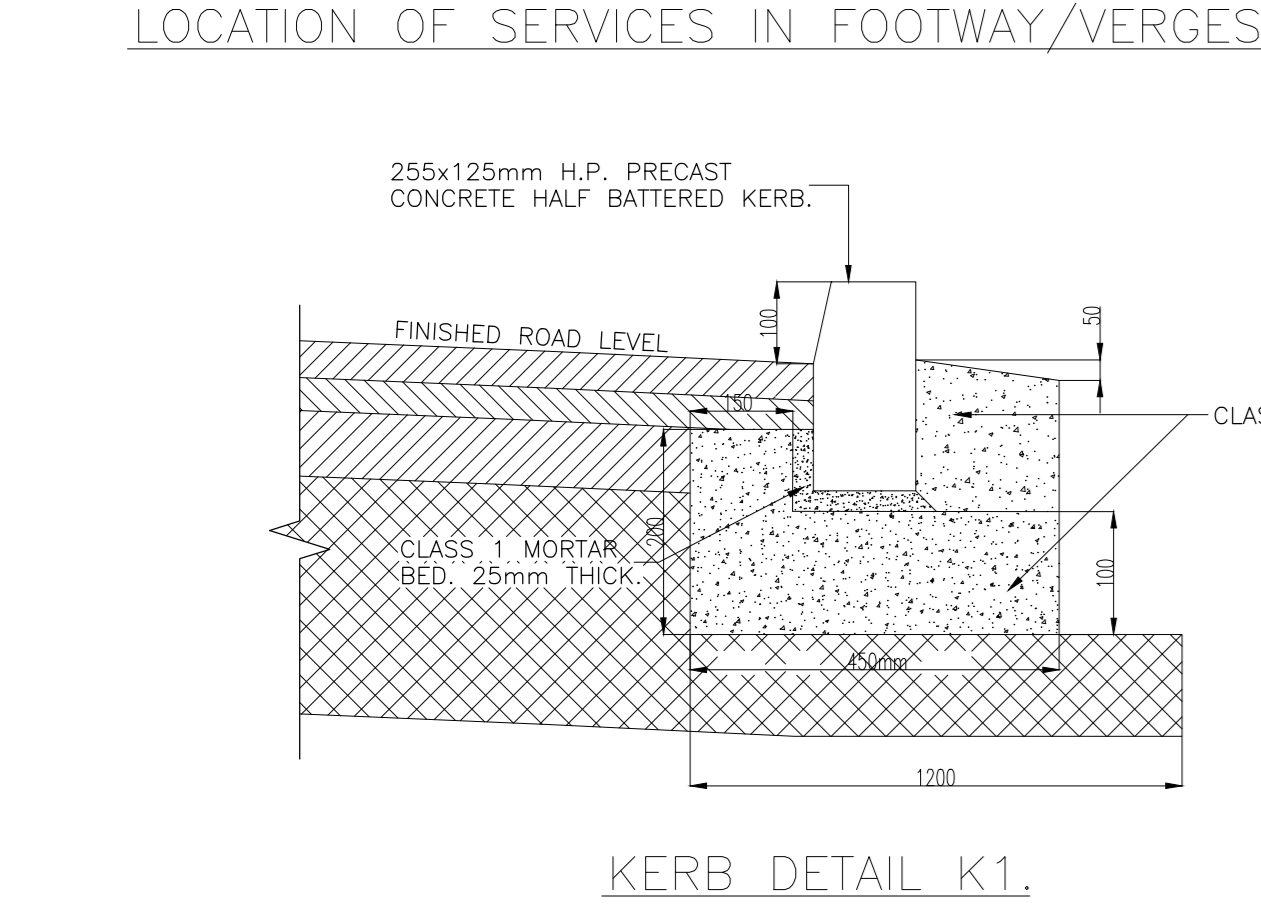 LOCATION OF SERVICES IN FOOTWAY/VERGES
255x125mm H.P. PRECAST
CONCRETE HALF BATTERED KERB.
100
50
FINISHED ROAD LEVEL
150
CLAS
200
CLASS 1 MORTAR
BED. 25mm THICK.
100
450mm
1200
KERB DETAIL K1.